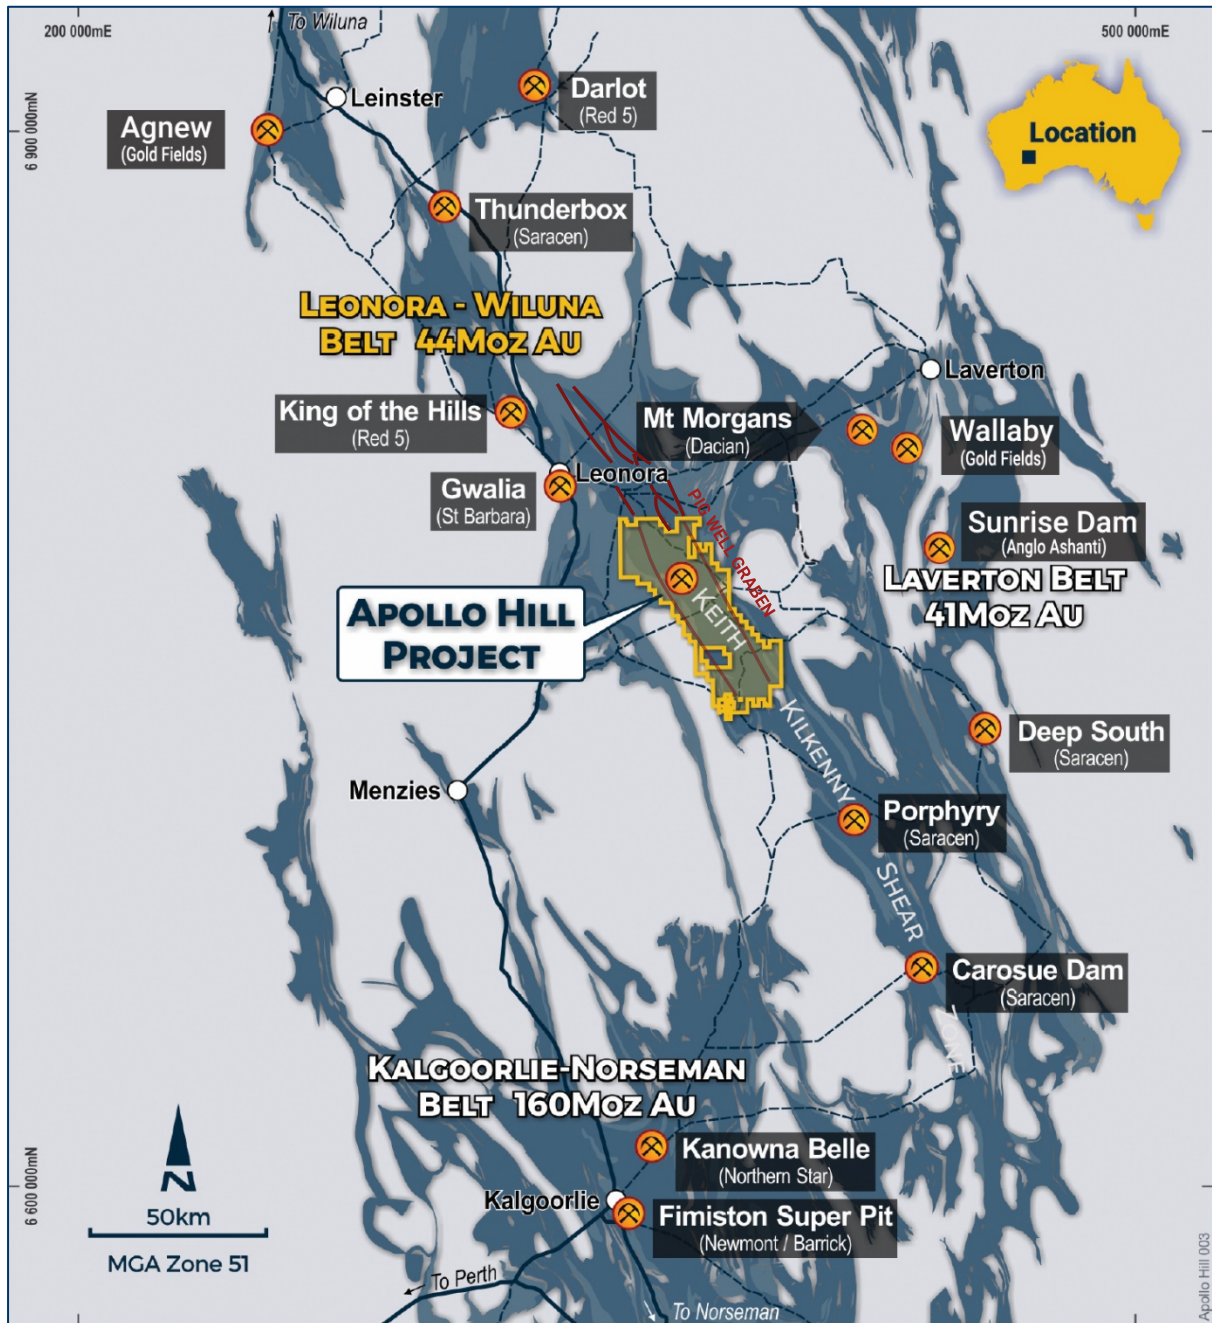 200 000mE
To Wiluna
500 000mE
Leinster
Darlot
(Red 5)
Agnew
(Gold Fields)
6 900 000mN
Location
Thunderbox
(Saracen)
LEONORA - WILUNA
BELT 44MOZ AU
Laverton
King of the Hills
(Red 5)
Mt Morgans
(Dacian)
Wallaby
(Gold Fields)
Leonora
Gwalia
(St Barbara)
PIG WELL GRABEN
Sunrise Dam
(Anglo Ashanti)
LAVERTON BELT
41MOZ AU
APOLLO HILL
PROJECT
KEITH
KILKENNY
SHEAR
ZONE
Deep South
(Saracen)
Menzies
Porphyry
(Saracen)
Carosue Dam
(Saracen)
KALGOORLIE-NORSEMAN
BELT 160MOZ AU
Kanowna Belle
(Northern Star)
6 600 000mN
N
Kalgoorlie
Fimiston Super Pit
(Newmont / Barrick)
50km
MGA Zone 51
To Perth
To Norseman
Apollo Hill 003